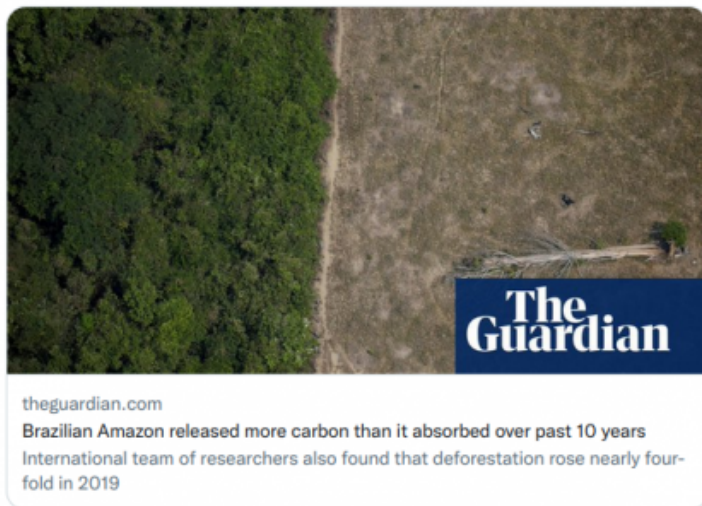 The
Guardian
theguardian.com
Brazilian Amazon released more carbon than it absorbed over past 10 years
International team of researchers also found that deforestation rose nearly four-
fold in 2019